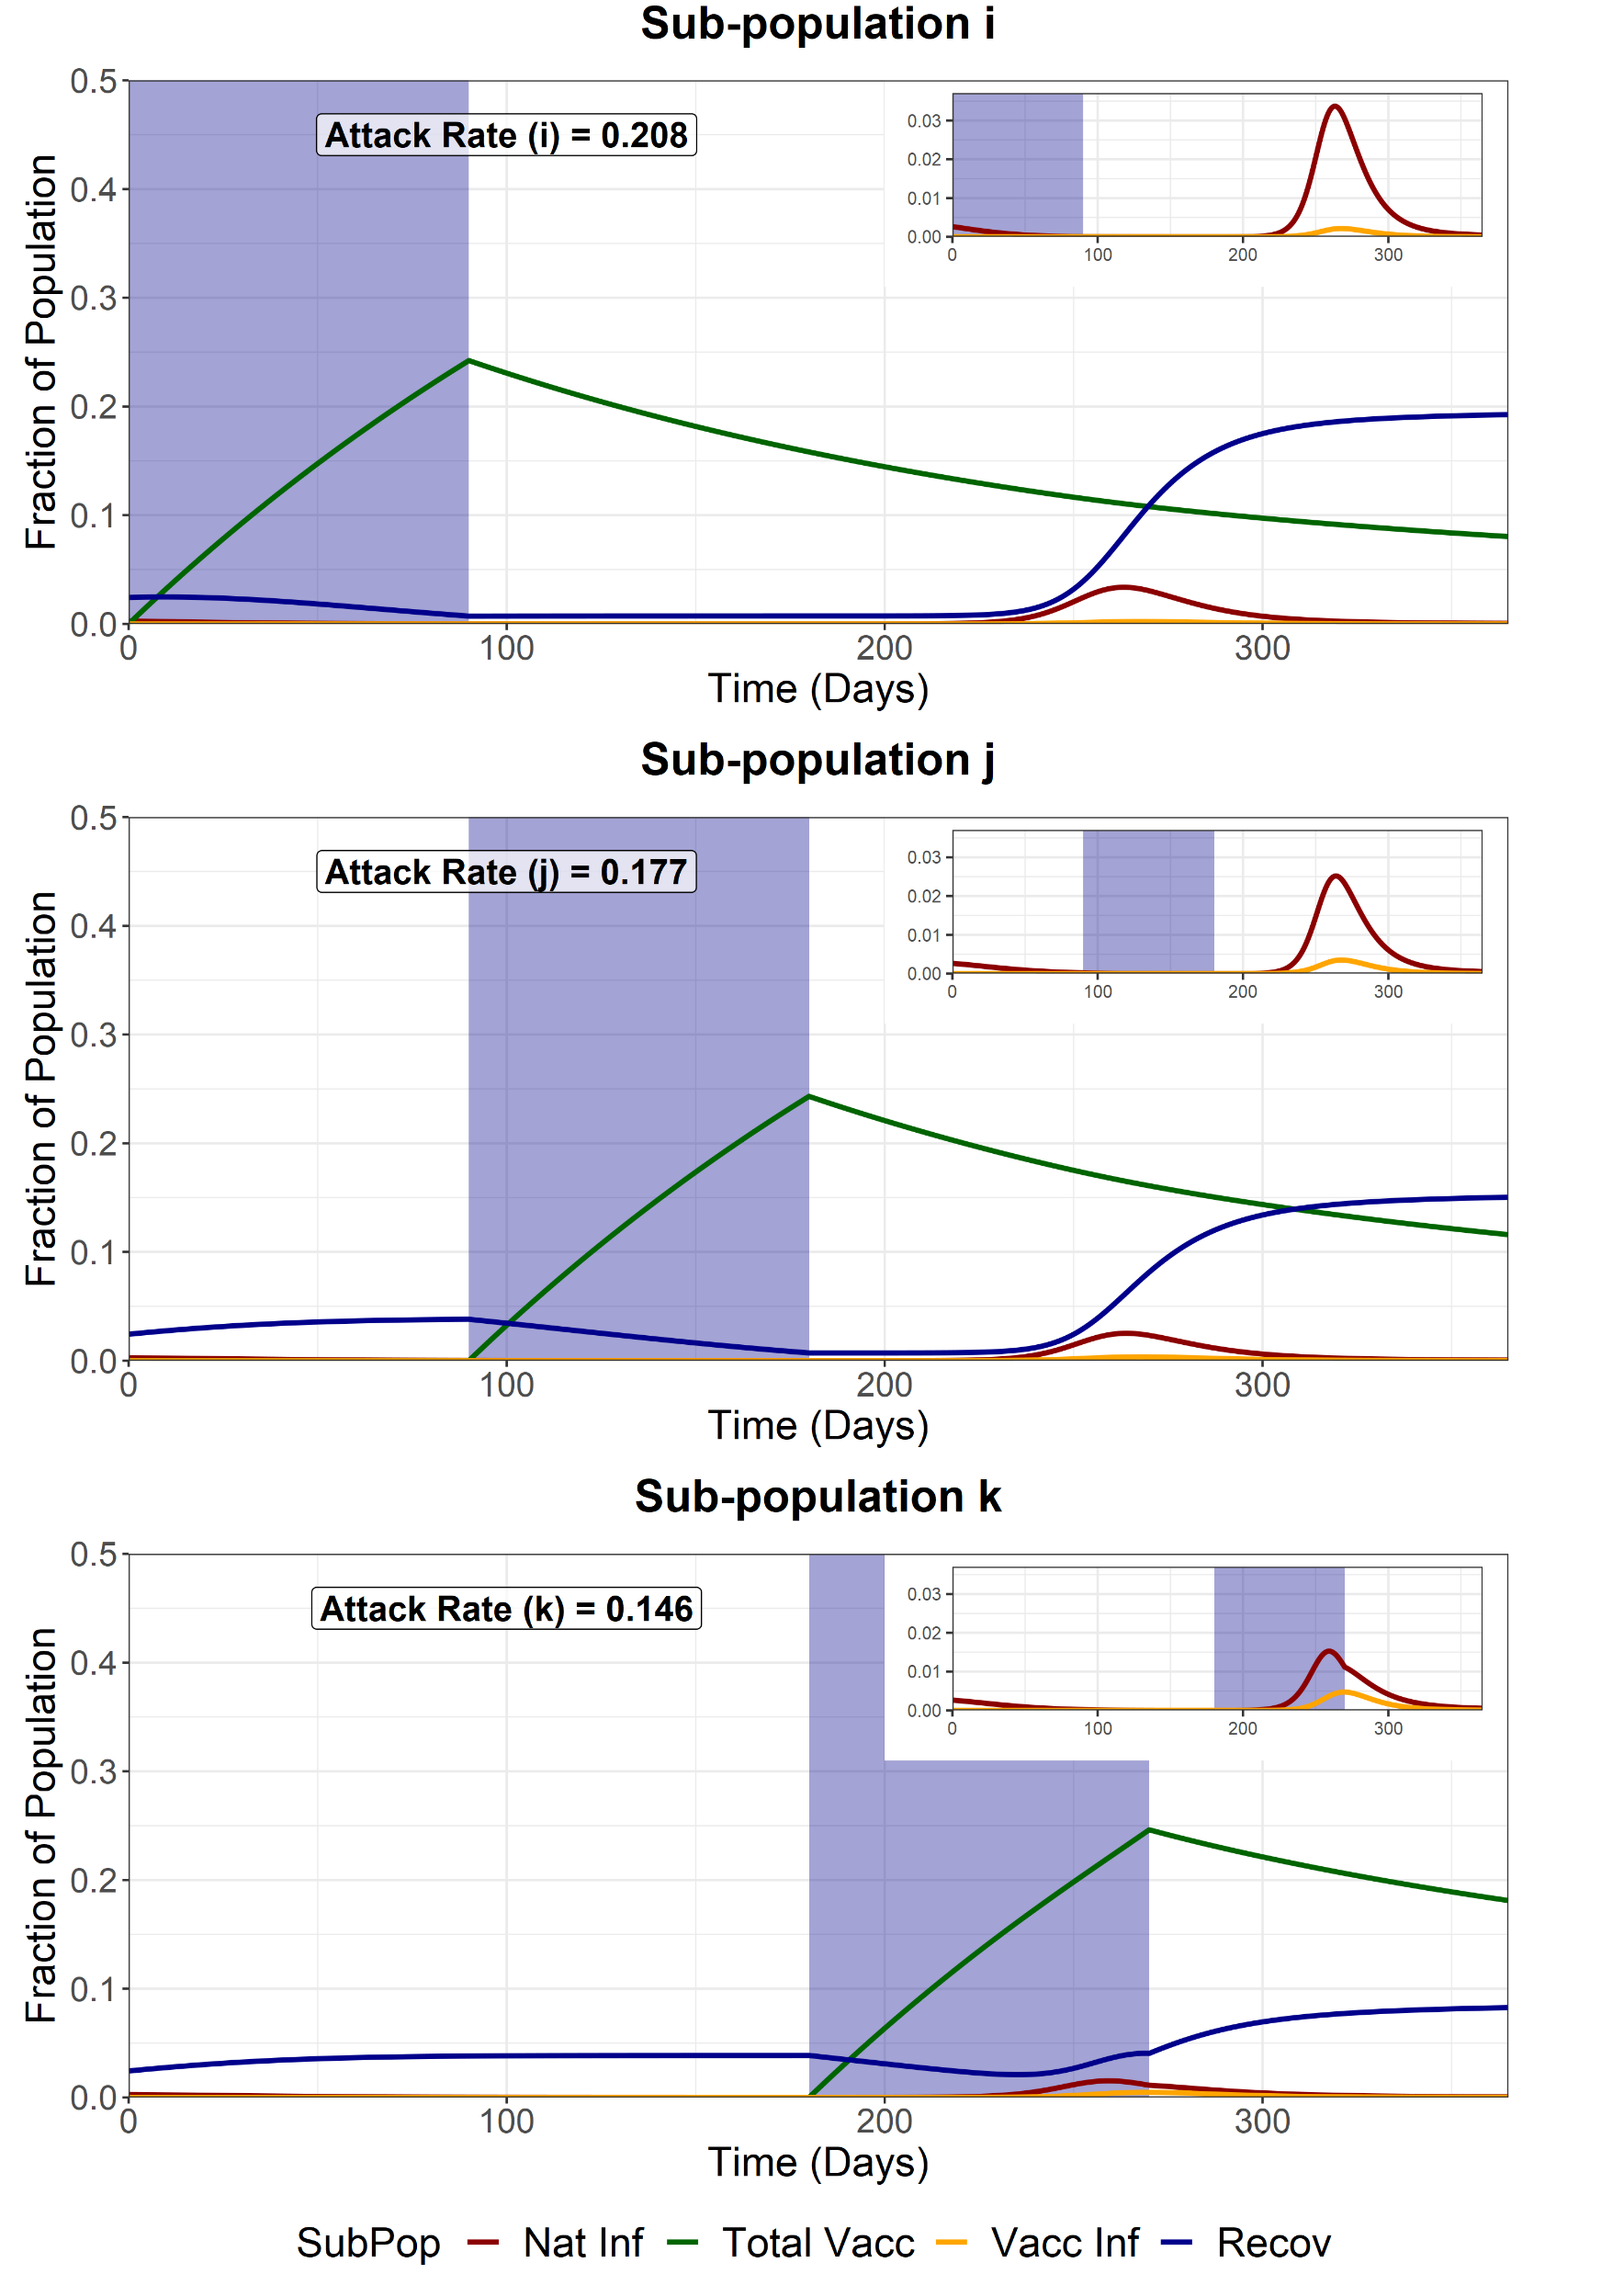 Sub-population i
Fraction of Population
0.5
0.4
0.3
0.2
0.1
0.0
Attack Rate (i) = 0.208
0.03
0.02
0.01
0.00
0 100 200 300
0 100 200 300
Time (Days)
Sub-population j
Fraction of Population
0.5
0.4
0.3
0.2
0.1
0.0
Attack Rate (j) = 0.177
0.03
0.02
0.01
0.00
0 100 200 300
0 100 200 300
Time (Days)
Sub-population k
Fraction of Population
0.5
0.4
0.3
0.2
0.1
0.0
Attack Rate (k) = 0.146
0.03
0.02
0.01
0.00
0 100 200 300
0 100 200 300
Time (Days)
SubPop Nat Inf Total Vacc Vacc Inf Recov